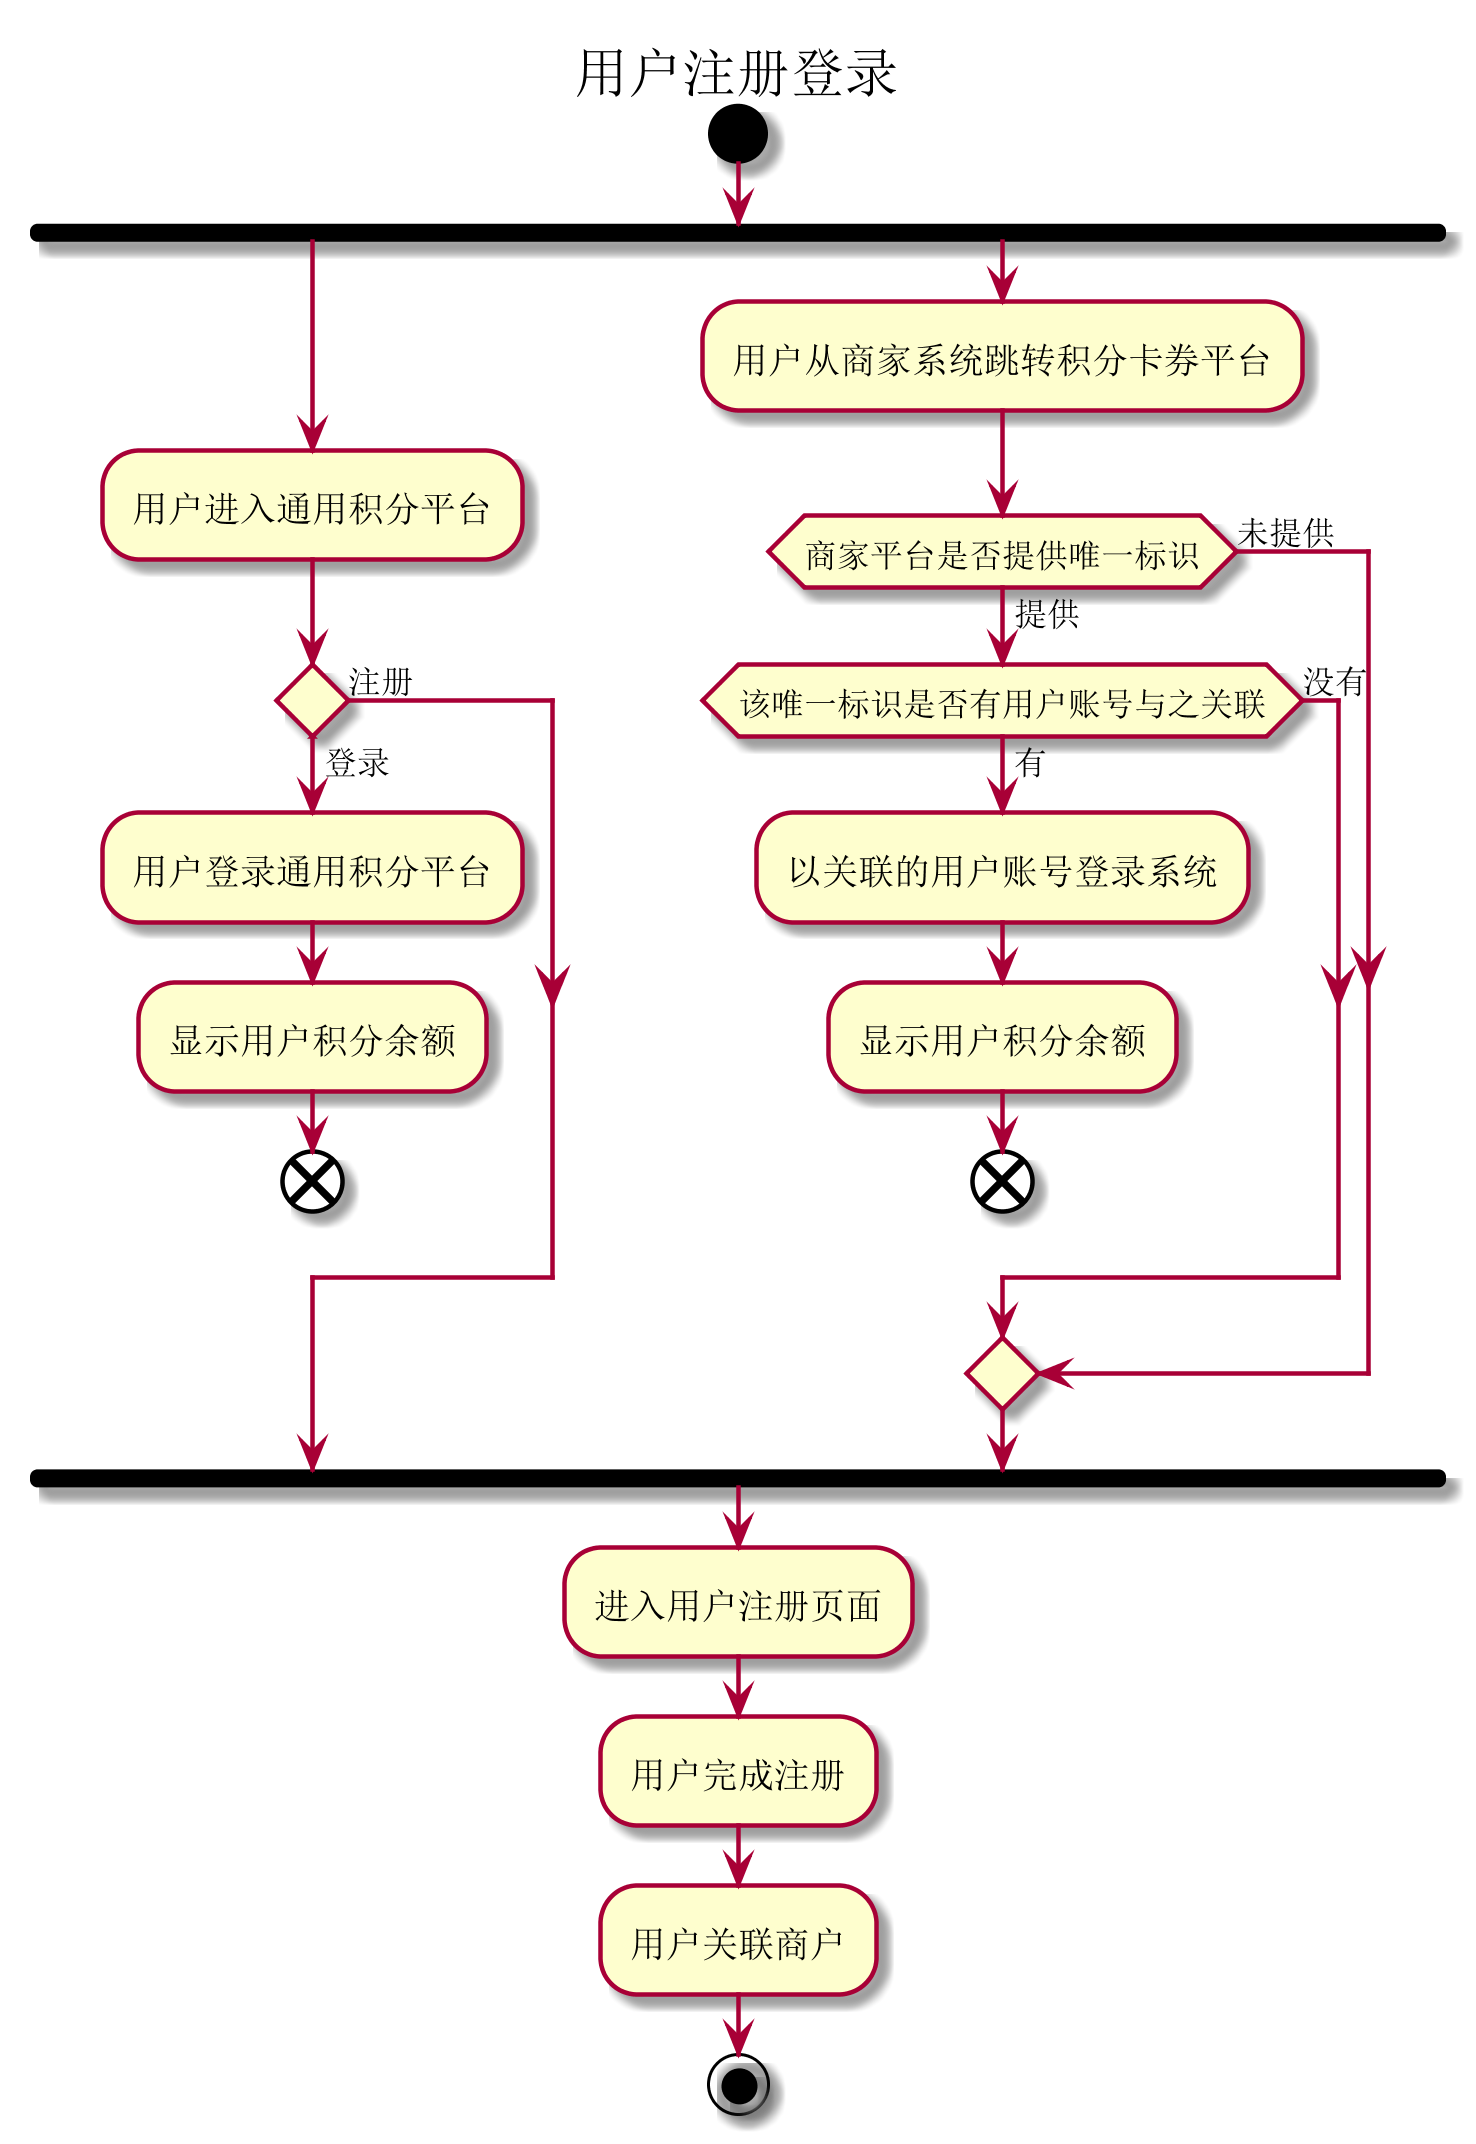 用户注册登录
用户从商家系统跳转积分卡券平台
用户进入通用积分平台
商家平台是否提供唯一标识
未提供
提供
注册
登录
该唯一标识是否有用户账号与之关联
没有
有
用户登录通用积分平台
以关联的用户账号登录系统
显示用户积分余额
显示用户积分余额
进入用户注册页面
用户完成注册
用户关联商户